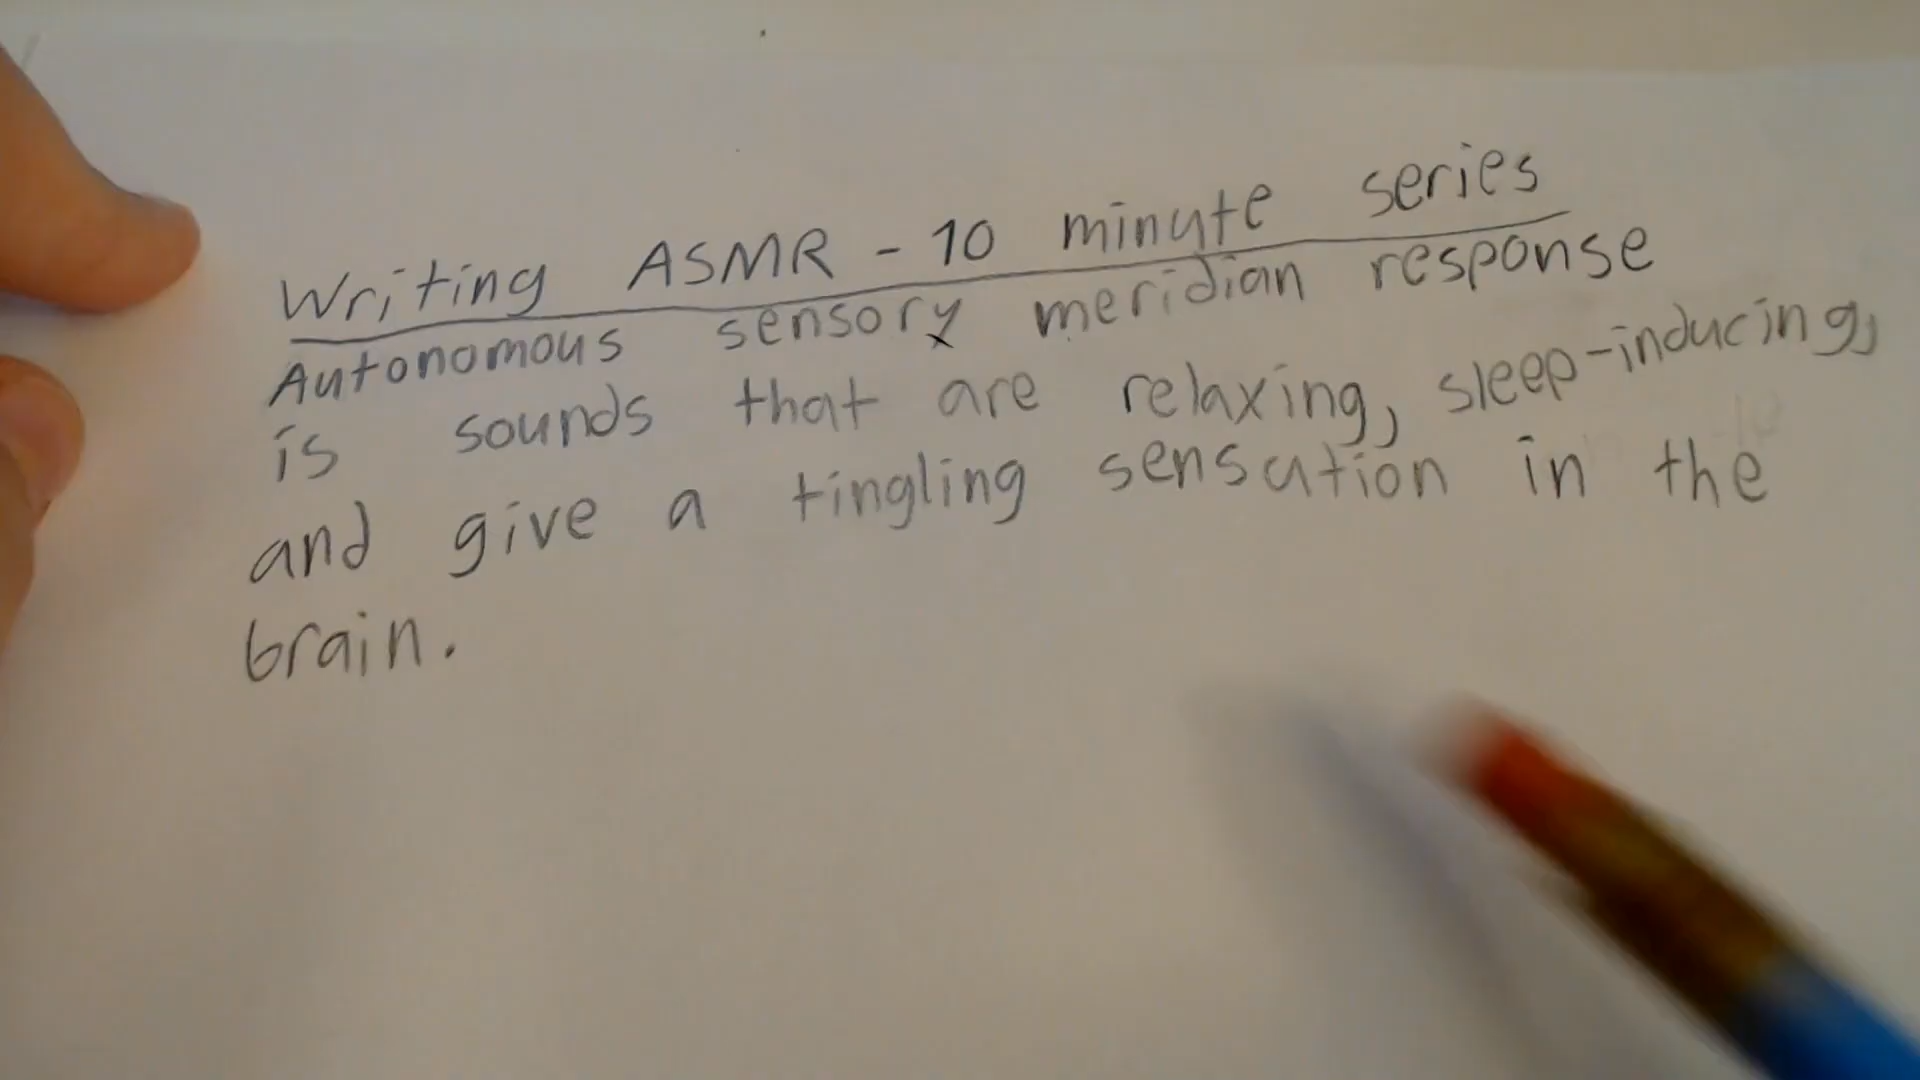 Writing ASMR - 10 minute series
Autonomous sensory meridian response
is sounds that are relaxing, sleep-inducing,
and give a tingling sensation in the
brain.